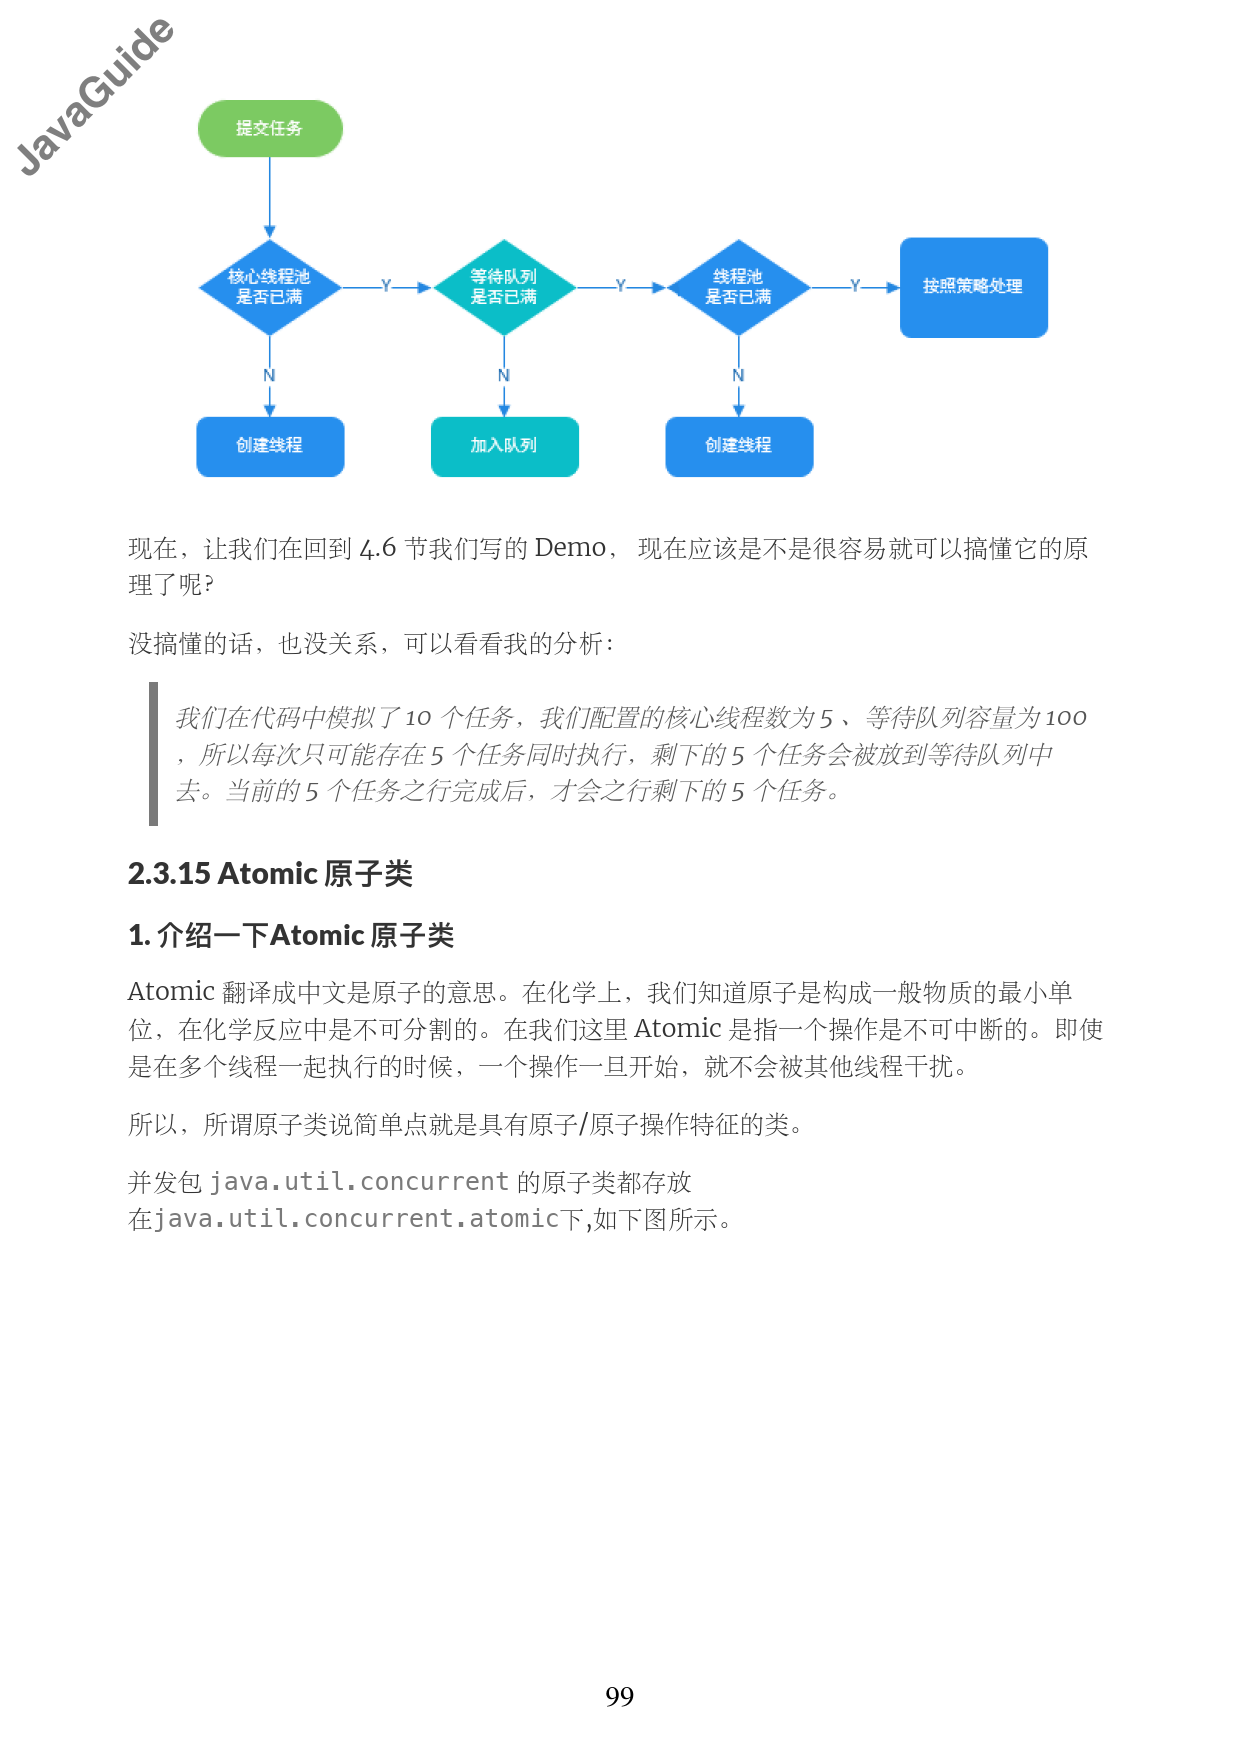 JavaGuide
提交任务
核心线程池
是否已满
Y
等待队列
是否已满
Y
线程池
是否已满
Y
按照策略处理
N
N
N
创建线程
加入队列
创建线程
现在，让我们在回到 4.6 节我们写的 Demo， 现在应该是不是很容易就可以搞懂它的原
理了呢？
没搞懂的话，也没关系，可以看看我的分析：
我们在代码中模拟了 10 个任务，我们配置的核心线程数为 5 、等待队列容量为 100
，所以每次只可能存在 5 个任务同时执行，剩下的 5 个任务会被放到等待队列中
去。当前的 5 个任务之行完成后，才会之行剩下的 5 个任务。
2.3.15 Atomic 原子类
1. 介绍一下Atomic 原子类
Atomic 翻译成中文是原子的意思。在化学上，我们知道原子是构成一般物质的最小单
位，在化学反应中是不可分割的。在我们这里 Atomic 是指一个操作是不可中断的。即使
是在多个线程一起执行的时候，一个操作一旦开始，就不会被其他线程干扰。
所以，所谓原子类说简单点就是具有原子/原子操作特征的类。
并发包 java.util.concurrent 的原子类都存放
在java.util.concurrent.atomic下,如下图所示。
99